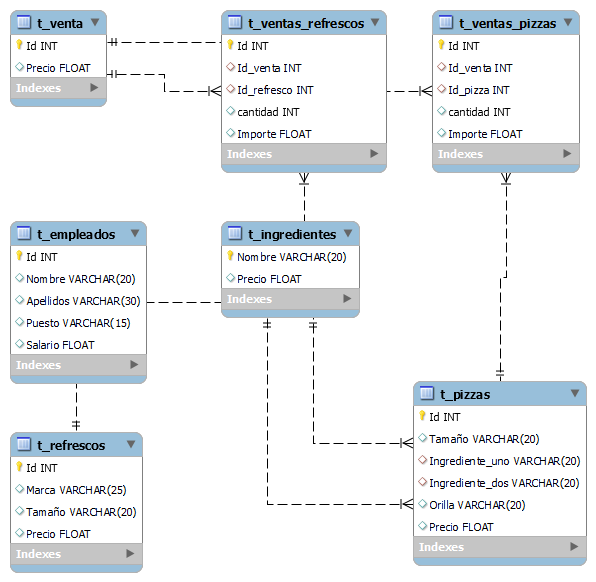 t_venta
Id INT
Precio FLOAT
Indexes
t_ventas_refrescos
Id INT
Id_venta INT
Id_refresco INT
cantidad INT
Importe FLOAT
Indexes
t_ventas_pizzas
Id INT
Id_venta INT
Id_pizza INT
cantidad INT
Importe FLOAT
Indexes
t_empleados
Id INT
Nombre VARCHAR(20)
Apellidos VARCHAR(30)
Puesto VARCHAR(15)
Salario FLOAT
Indexes
t_ingredientes
Nombre VARCHAR(20)
Precio FLOAT
Indexes
t_refrescos
Id INT
Marca VARCHAR(25)
Tamaño VARCHAR(20)
Precio FLOAT
Indexes
t_pizzas
Id INT
Tamaño VARCHAR(20)
Ingrediente_uno VARCHAR(20)
Ingrediente_dos VARCHAR(20)
Orilla VARCHAR(20)
Precio FLOAT
Indexes